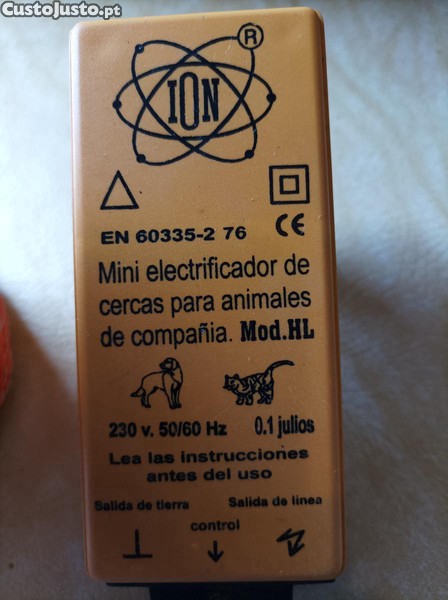 CustoJusto.pt
R
ION
EN 60335-2 76 CE
Mini electrificador de
cercas para animales
de compañia. Mod.HL
230 v. 50/60 Hz 0.1 julios
Lea las instrucciones
antes del uso
Salida de tierra Salida de linea
control